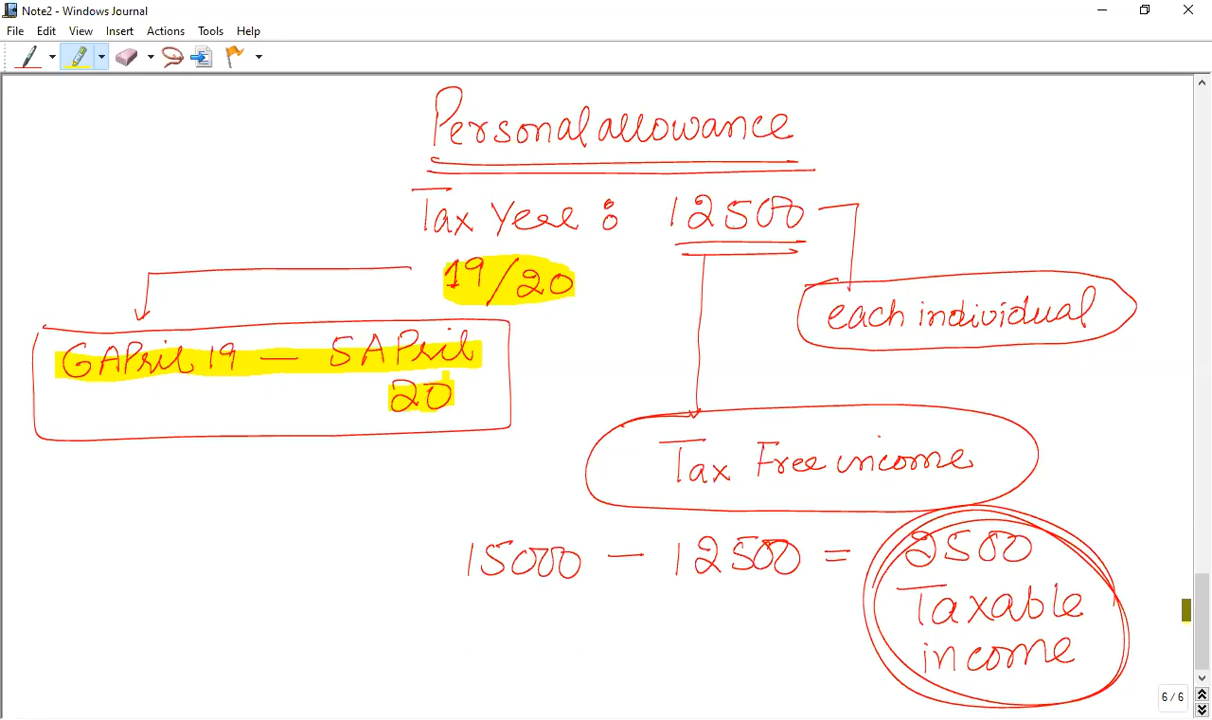 Note2 - Windows Journal
File Edit View Insert Actions Tools Help
Personal allowance
Tax Year : 12500
19/20
each individual
6 APril 19 — 5 APril
20
Tax Free income
15000 — 12500 = 2500
Taxable
income
6 / 6